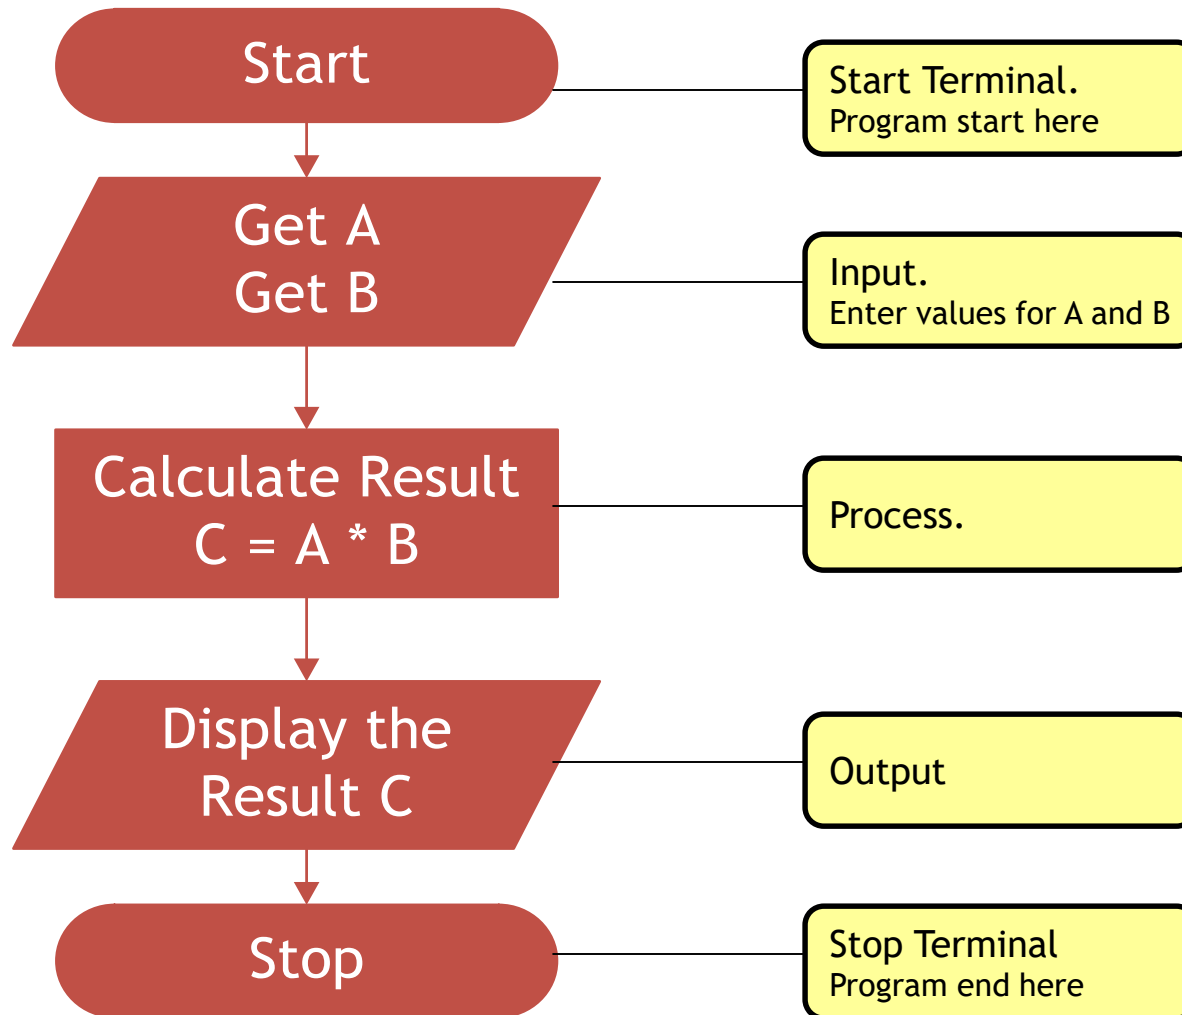 Start
Start Terminal.
Program start here
Get A
Get B
Input.
Enter values for A and B
Calculate Result
C = A * B
Process.
Display the
Result C
Output
Stop
Stop Terminal
Program end here